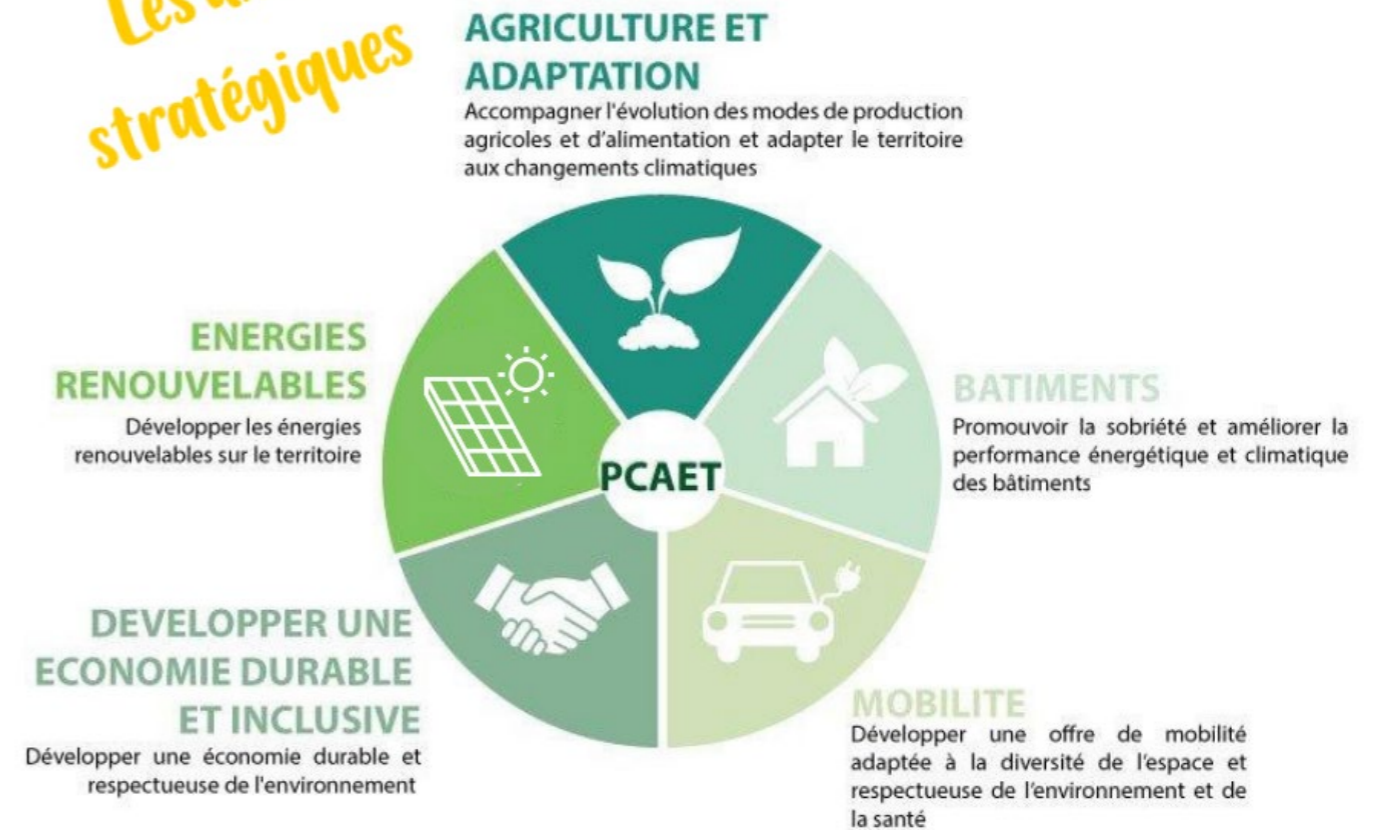 Les
stratégiques
AGRICULTURE ET
ADAPTATION
Accompagner l'évolution des modes de production
agricoles et d'alimentation et adapter le territoire
aux changements climatiques
ENERGIES
RENOUVELABLES
Développer les énergies
renouvelables sur le territoire
BATIMENTS
Promouvoir la sobriété et améliorer la
performance énergétique et climatique
des bâtiments
PCAET
DEVELOPPER UNE
ECONOMIE DURABLE
ET INCLUSIVE
Développer une économie durable et
respectueuse de l'environnement
MOBILITE
Développer une offre de mobilité
adaptée à la diversité de l'espace et
respectueuse de l'environnement et de
la santé